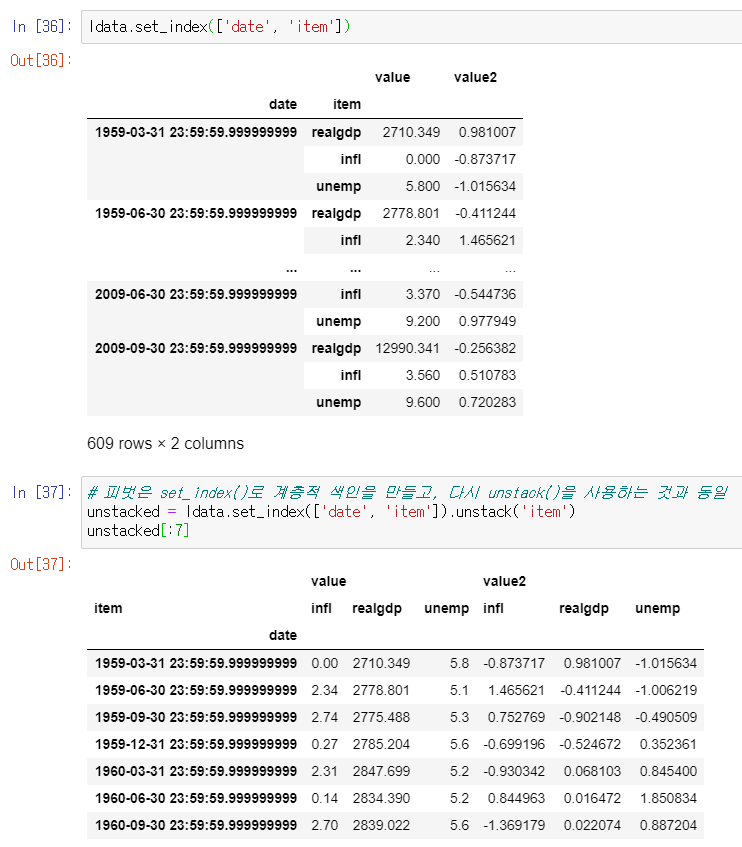 In [36]: ldata.set_index(['date', 'item'])
Out[36]:
value value2
date item
1959-03-31 23:59:59.999999999 realgdp 2710.349 0.981007
infl 0.000 -0.873717
unemp 5.800 -1.015634
1959-06-30 23:59:59.999999999 realgdp 2778.801 -0.411244
infl 2.340 1.465621
... ... ... ...
2009-06-30 23:59:59.999999999 infl 3.370 -0.544736
unemp 9.200 0.977949
2009-09-30 23:59:59.999999999 realgdp 12990.341 -0.256382
infl 3.560 0.510783
unemp 9.600 0.720283
609 rows × 2 columns
In [37]: # 피벗은 set_index()로 계층적 색인을 만들고, 다시 unstack()을 사용하는 것과 동일
unstacked = ldata.set_index(['date', 'item']).unstack('item')
unstacked[:7]
Out[37]:
value value2
item infl realgdp unemp infl realgdp unemp
date
1959-03-31 23:59:59.999999999 0.00 2710.349 5.8 -0.873717 0.981007 -1.015634
1959-06-30 23:59:59.999999999 2.34 2778.801 5.1 1.465621 -0.411244 -1.006219
1959-09-30 23:59:59.999999999 2.74 2775.488 5.3 0.752769 -0.902148 -0.490509
1959-12-31 23:59:59.999999999 0.27 2785.204 5.6 -0.699196 -0.524672 0.352361
1960-03-31 23:59:59.999999999 2.31 2847.699 5.2 -0.930342 0.068103 0.845400
1960-06-30 23:59:59.999999999 0.14 2834.390 5.2 0.844963 0.016472 1.850834
1960-09-30 23:59:59.999999999 2.70 2839.022 5.6 -1.369179 0.022074 0.887204